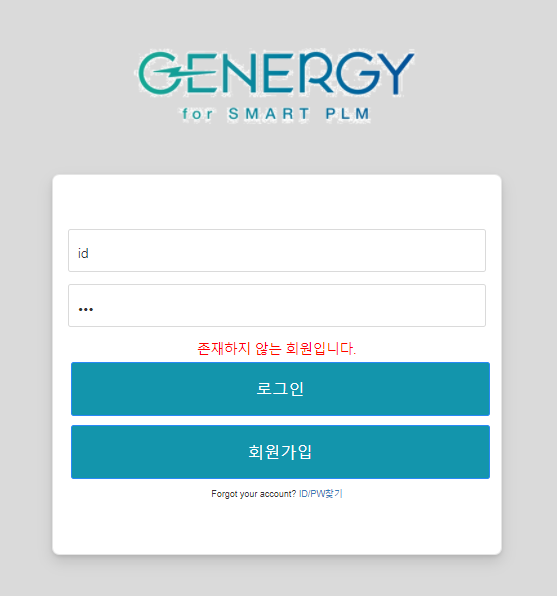 GENERGY
for SMART PLM
id
•••
존재하지 않는 회원입니다.
로그인
회원가입
Forgot your account? ID/PW찾기